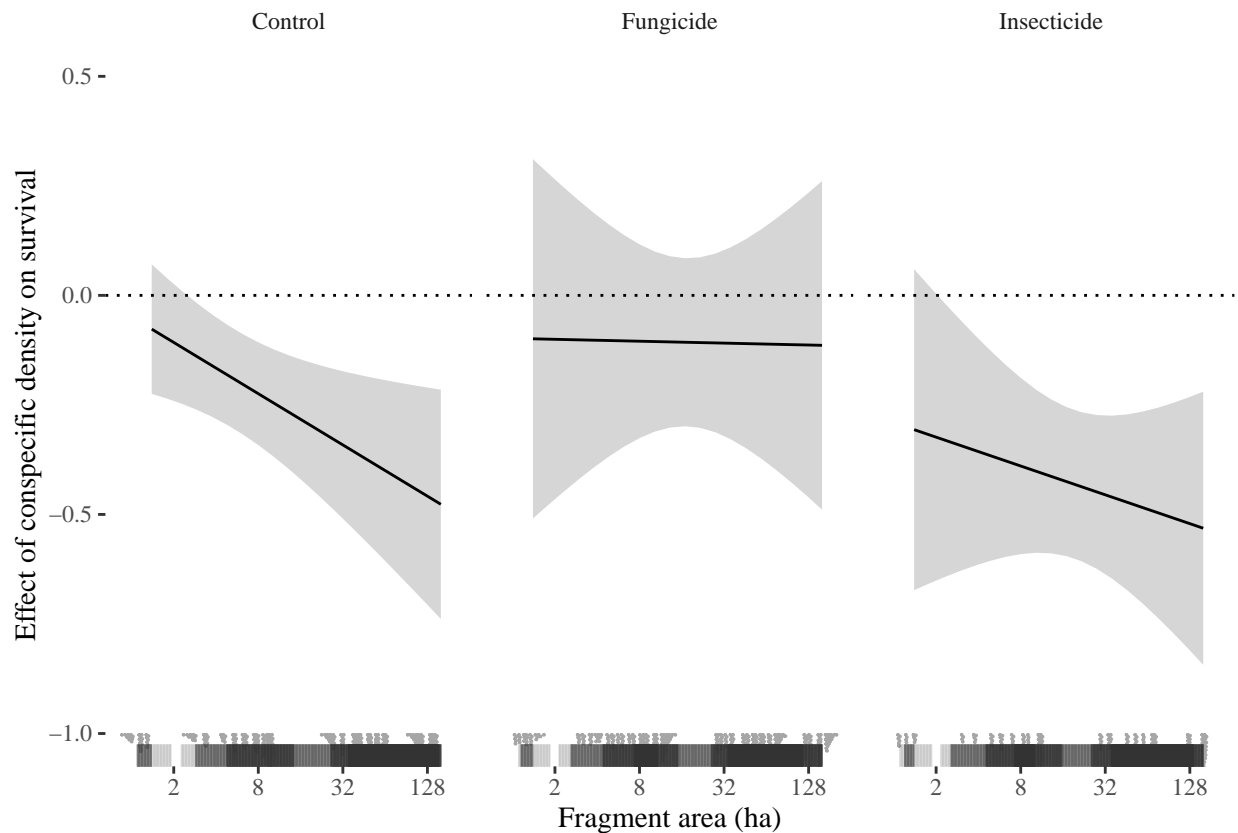 Control Fungicide Insecticide
0.5
0.0
Effect of conspecific density on survival
–0.5
–1.0
2 8 32 128 2 8 32 128 2 8 32 128
Fragment area (ha)